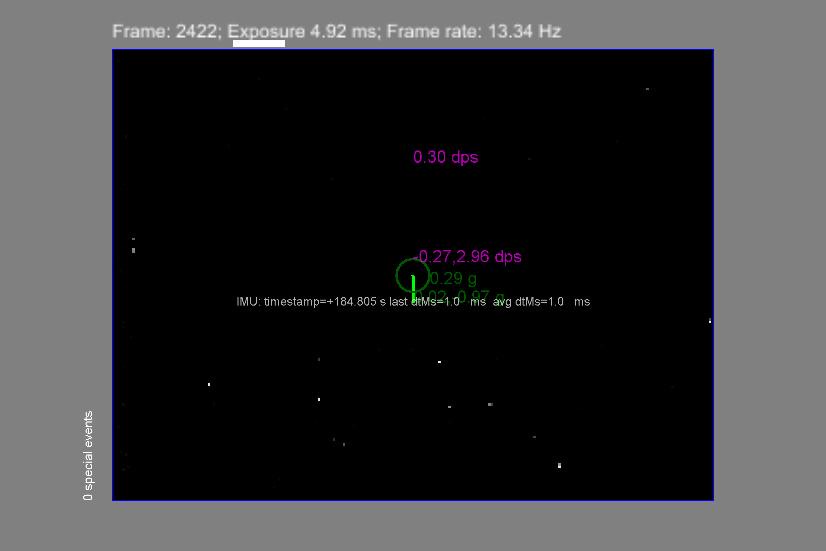 Frame: 2422; Exposure 4.92 ms; Frame rate: 13.34 Hz
0.30 dps
-0.27,2.96 dps
0.29 g
IMU: timestamp=+184.805 s last dtMs=1.0 ms avg dtMs=1.0 ms
0 special events